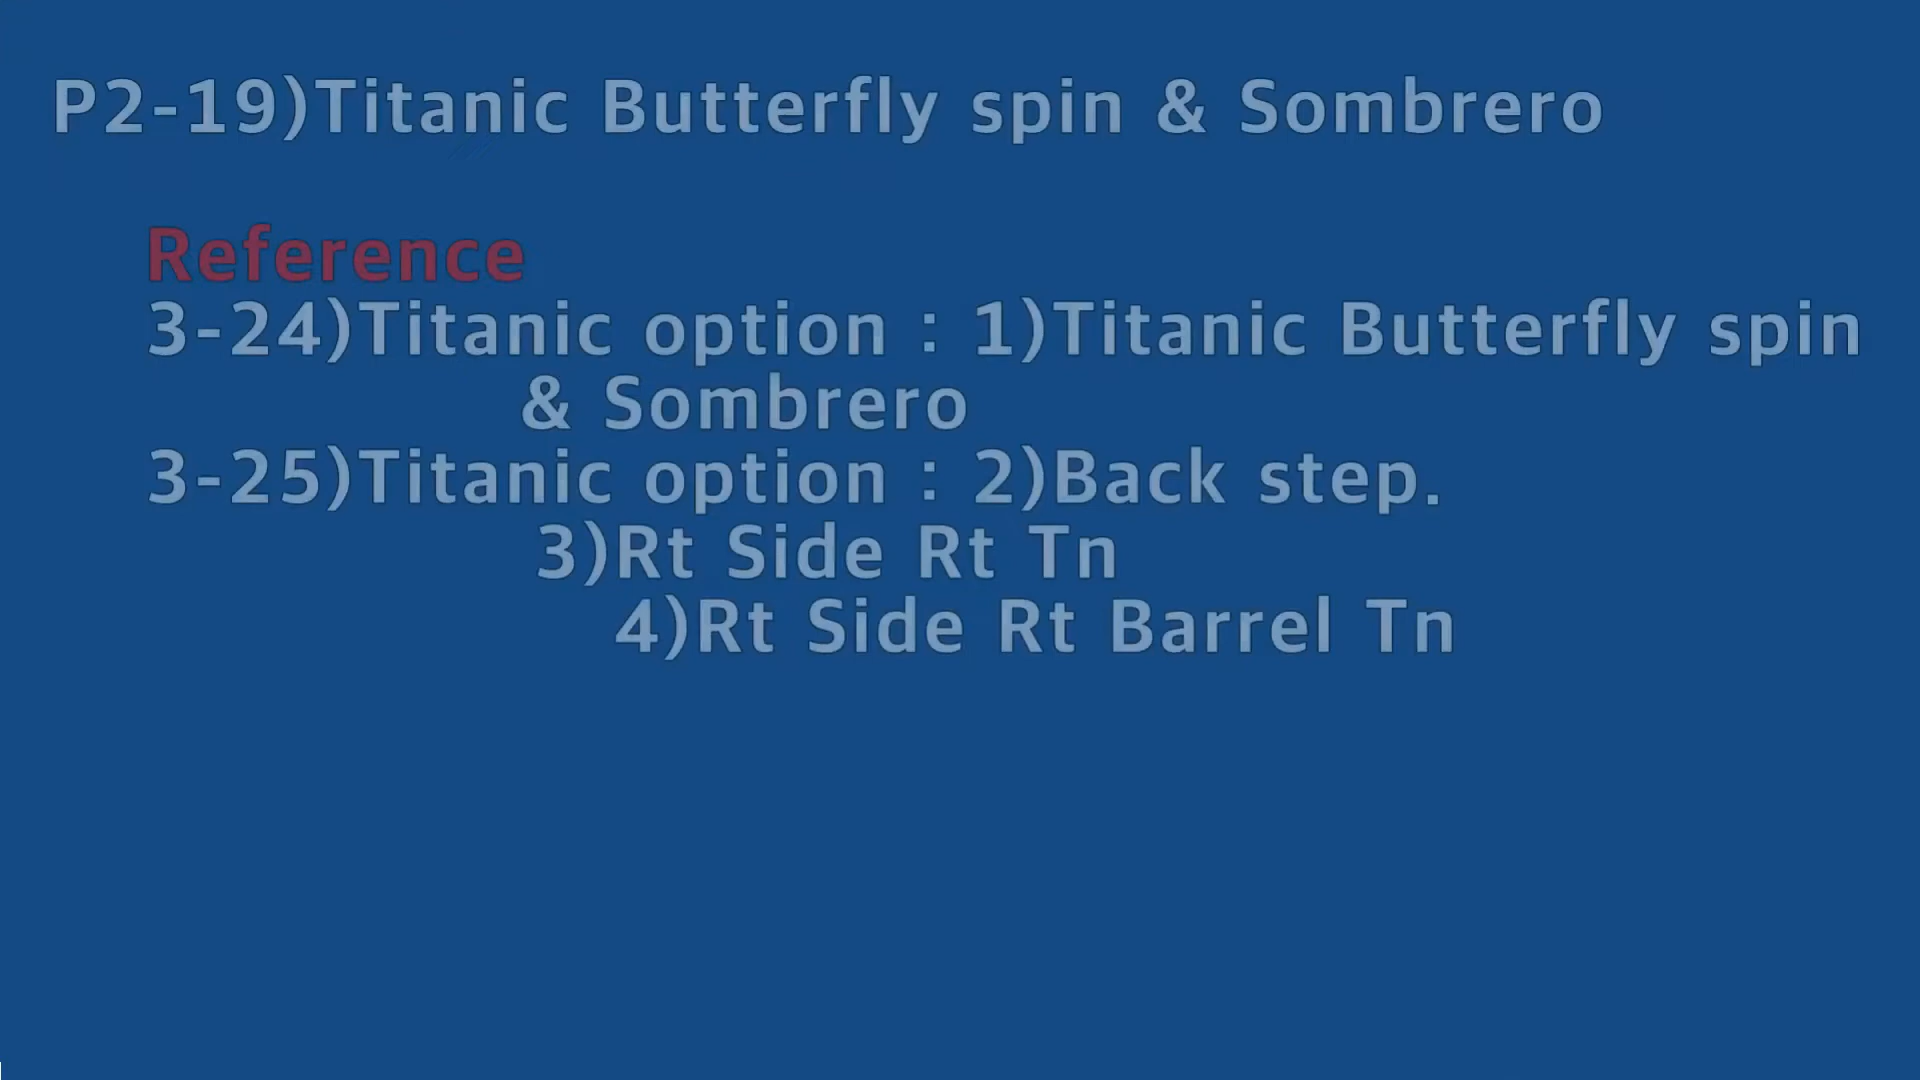 P2-19)Titanic Butterfly spin & Sombrero
Reference
3-24)Titanic option : 1)Titanic Butterfly spin
& Sombrero
3-25)Titanic option : 2)Back step.
3)Rt Side Rt Tn
4)Rt Side Rt Barrel Tn